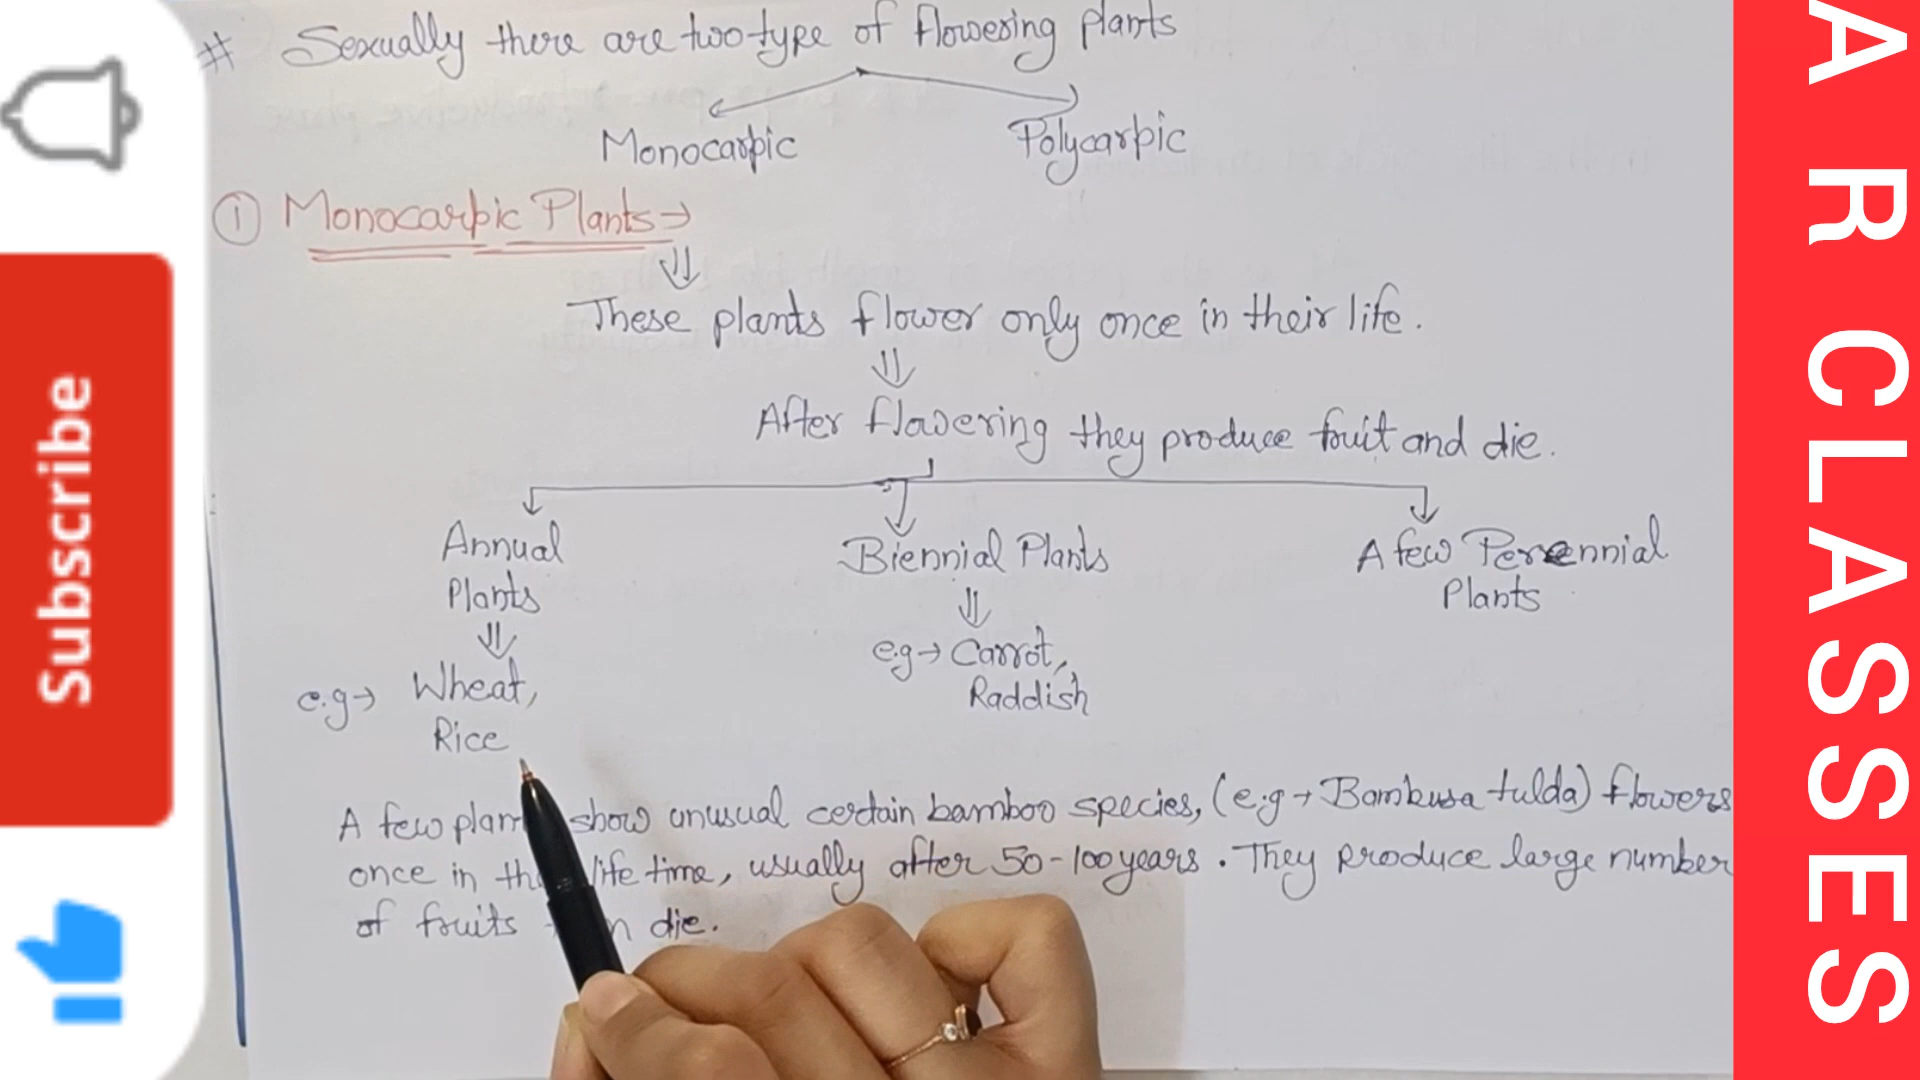 # Sexually there are two type of flowering plants
Monocarpic Polycarpic
① Monocarpic Plants →
These plants flower only once in their life.
After flowering they produce fruit and die.
Annual Plants
Biennial Plants
A few Perennial Plants
e.g → Wheat,
Rice
e.g → Carrot,
Raddish
A few plan show unusual certain bamboo species, (e.g → Bambusa tulda) flowers
once in life time, usually after 50-100 years. They produce large number
of fruits die.
Subscribe
A R CLASSES